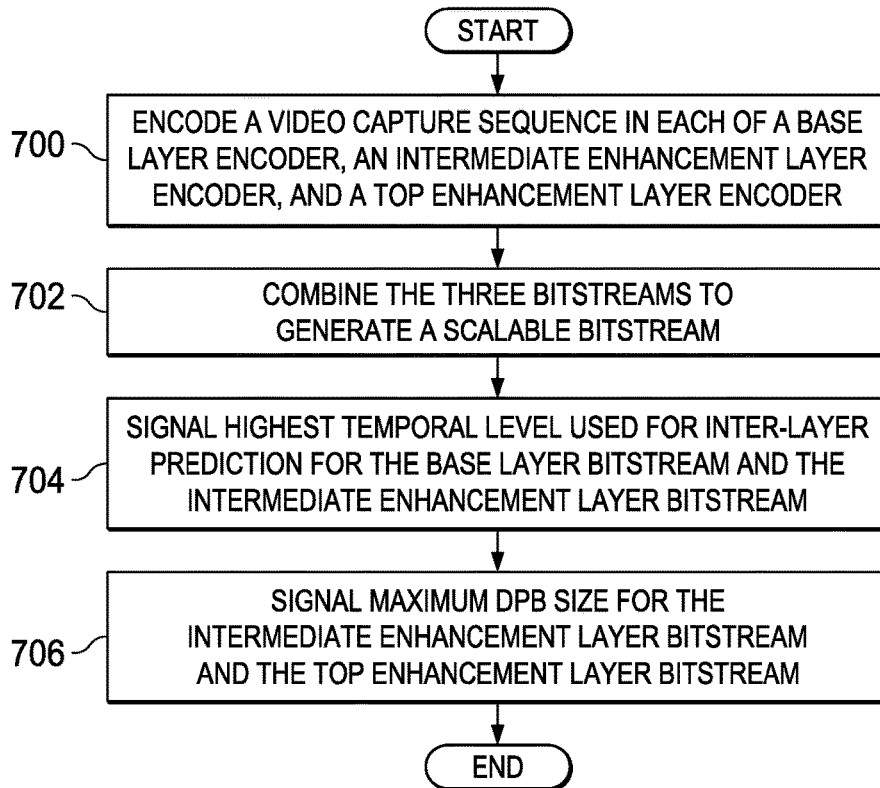 START
700
ENCODE A VIDEO CAPTURE SEQUENCE IN EACH OF A BASE
LAYER ENCODER, AN INTERMEDIATE ENHANCEMENT LAYER
ENCODER, AND A TOP ENHANCEMENT LAYER ENCODER
702
COMBINE THE THREE BITSTREAMS TO
GENERATE A SCALABLE BITSTREAM
704
SIGNAL HIGHEST TEMPORAL LEVEL USED FOR INTER-LAYER
PREDICTION FOR THE BASE LAYER BITSTREAM AND THE
INTERMEDIATE ENHANCEMENT LAYER BITSTREAM
706
SIGNAL MAXIMUM DPB SIZE FOR THE
INTERMEDIATE ENHANCEMENT LAYER BITSTREAM
AND THE TOP ENHANCEMENT LAYER BITSTREAM
END